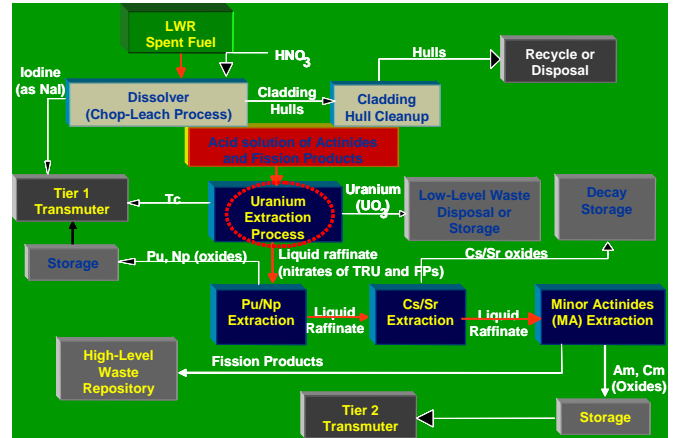 LWR
Spent Fuel
HNO3
Hulls
Recycle or
Disposal
Iodine
(as NaI)
Dissolver
(Chop-Leach Process)
Cladding
Hulls
Cladding
Hull Cleanup
Acid solution of Actinides
and Fission Products
Tier 1
Transmuter
Tc
Uranium
Extraction
Process
Uranium
(UO3)
Low-Level Waste
Disposal or
Storage
Decay
Storage
Storage
Pu, Np (oxides)
Liquid raffinate
(nitrates of TRU and FPs)
Cs/Sr oxides
Pu/Np
Extraction
Liquid
Raffinate
Cs/Sr
Extraction
Liquid
Raffinate
Minor Actinides
(MA) Extraction
High-Level
Waste
Repository
Fission Products
Am, Cm
(Oxides)
Tier 2
Transmuter
Storage